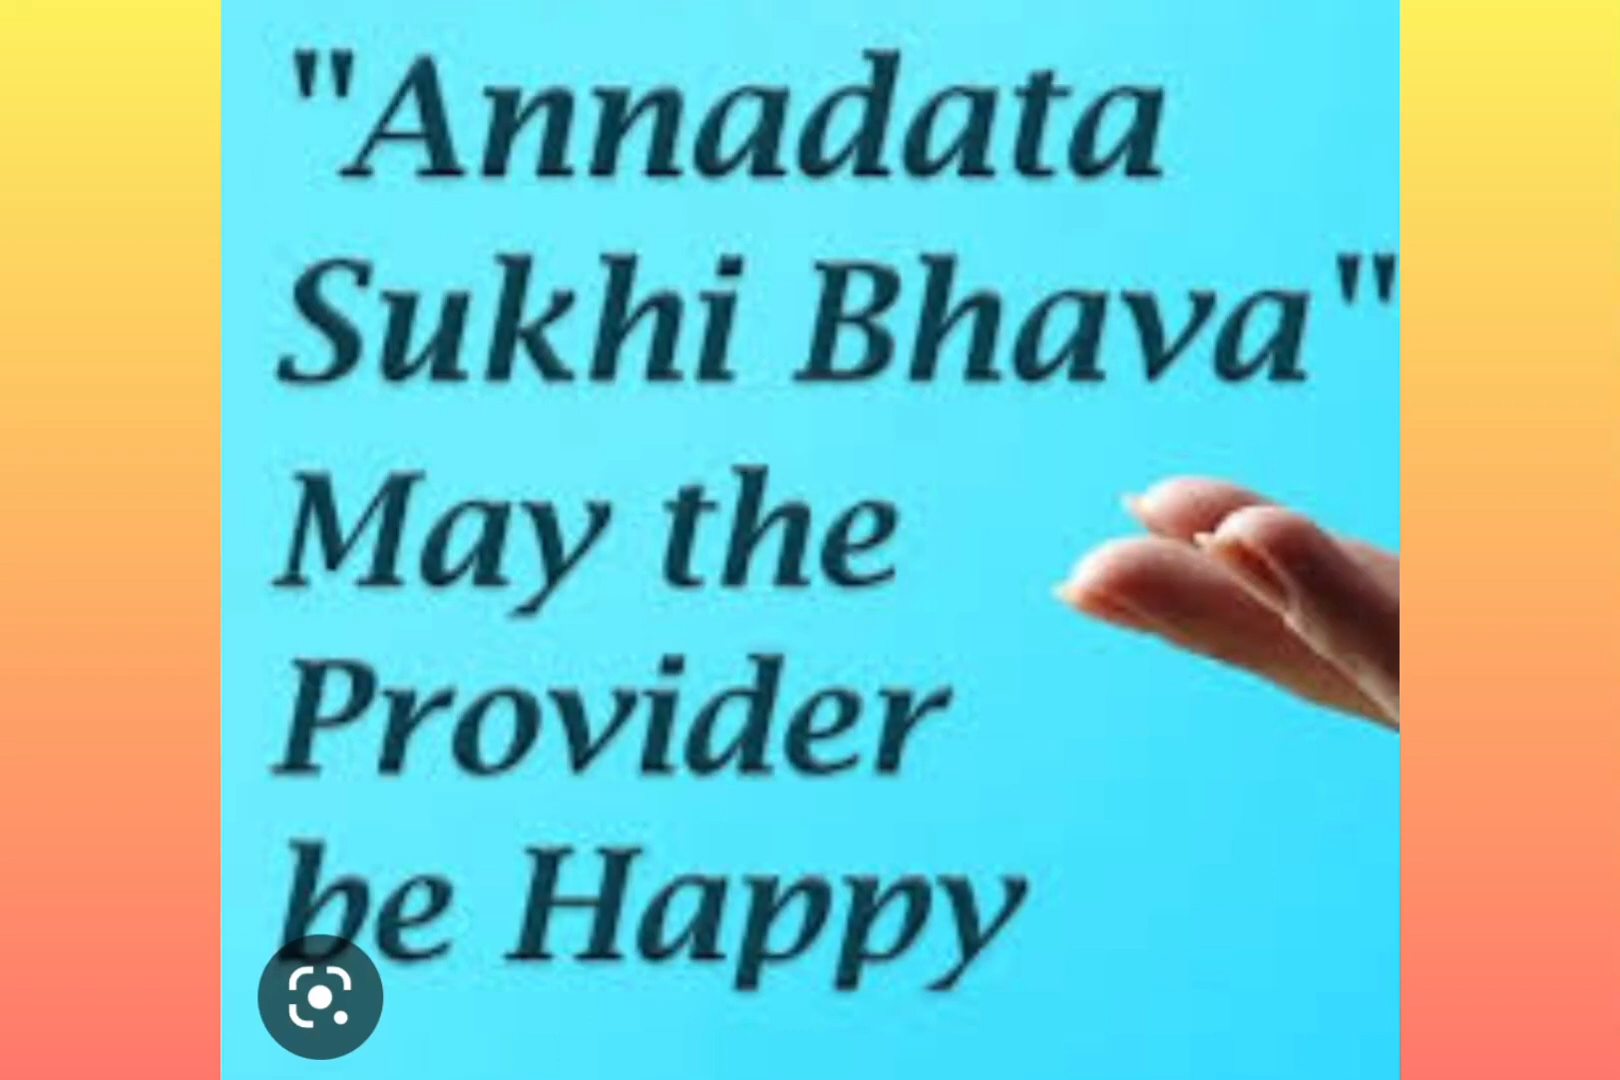 "Annadata
Sukhi Bhava"
May the
Provider
be Happy